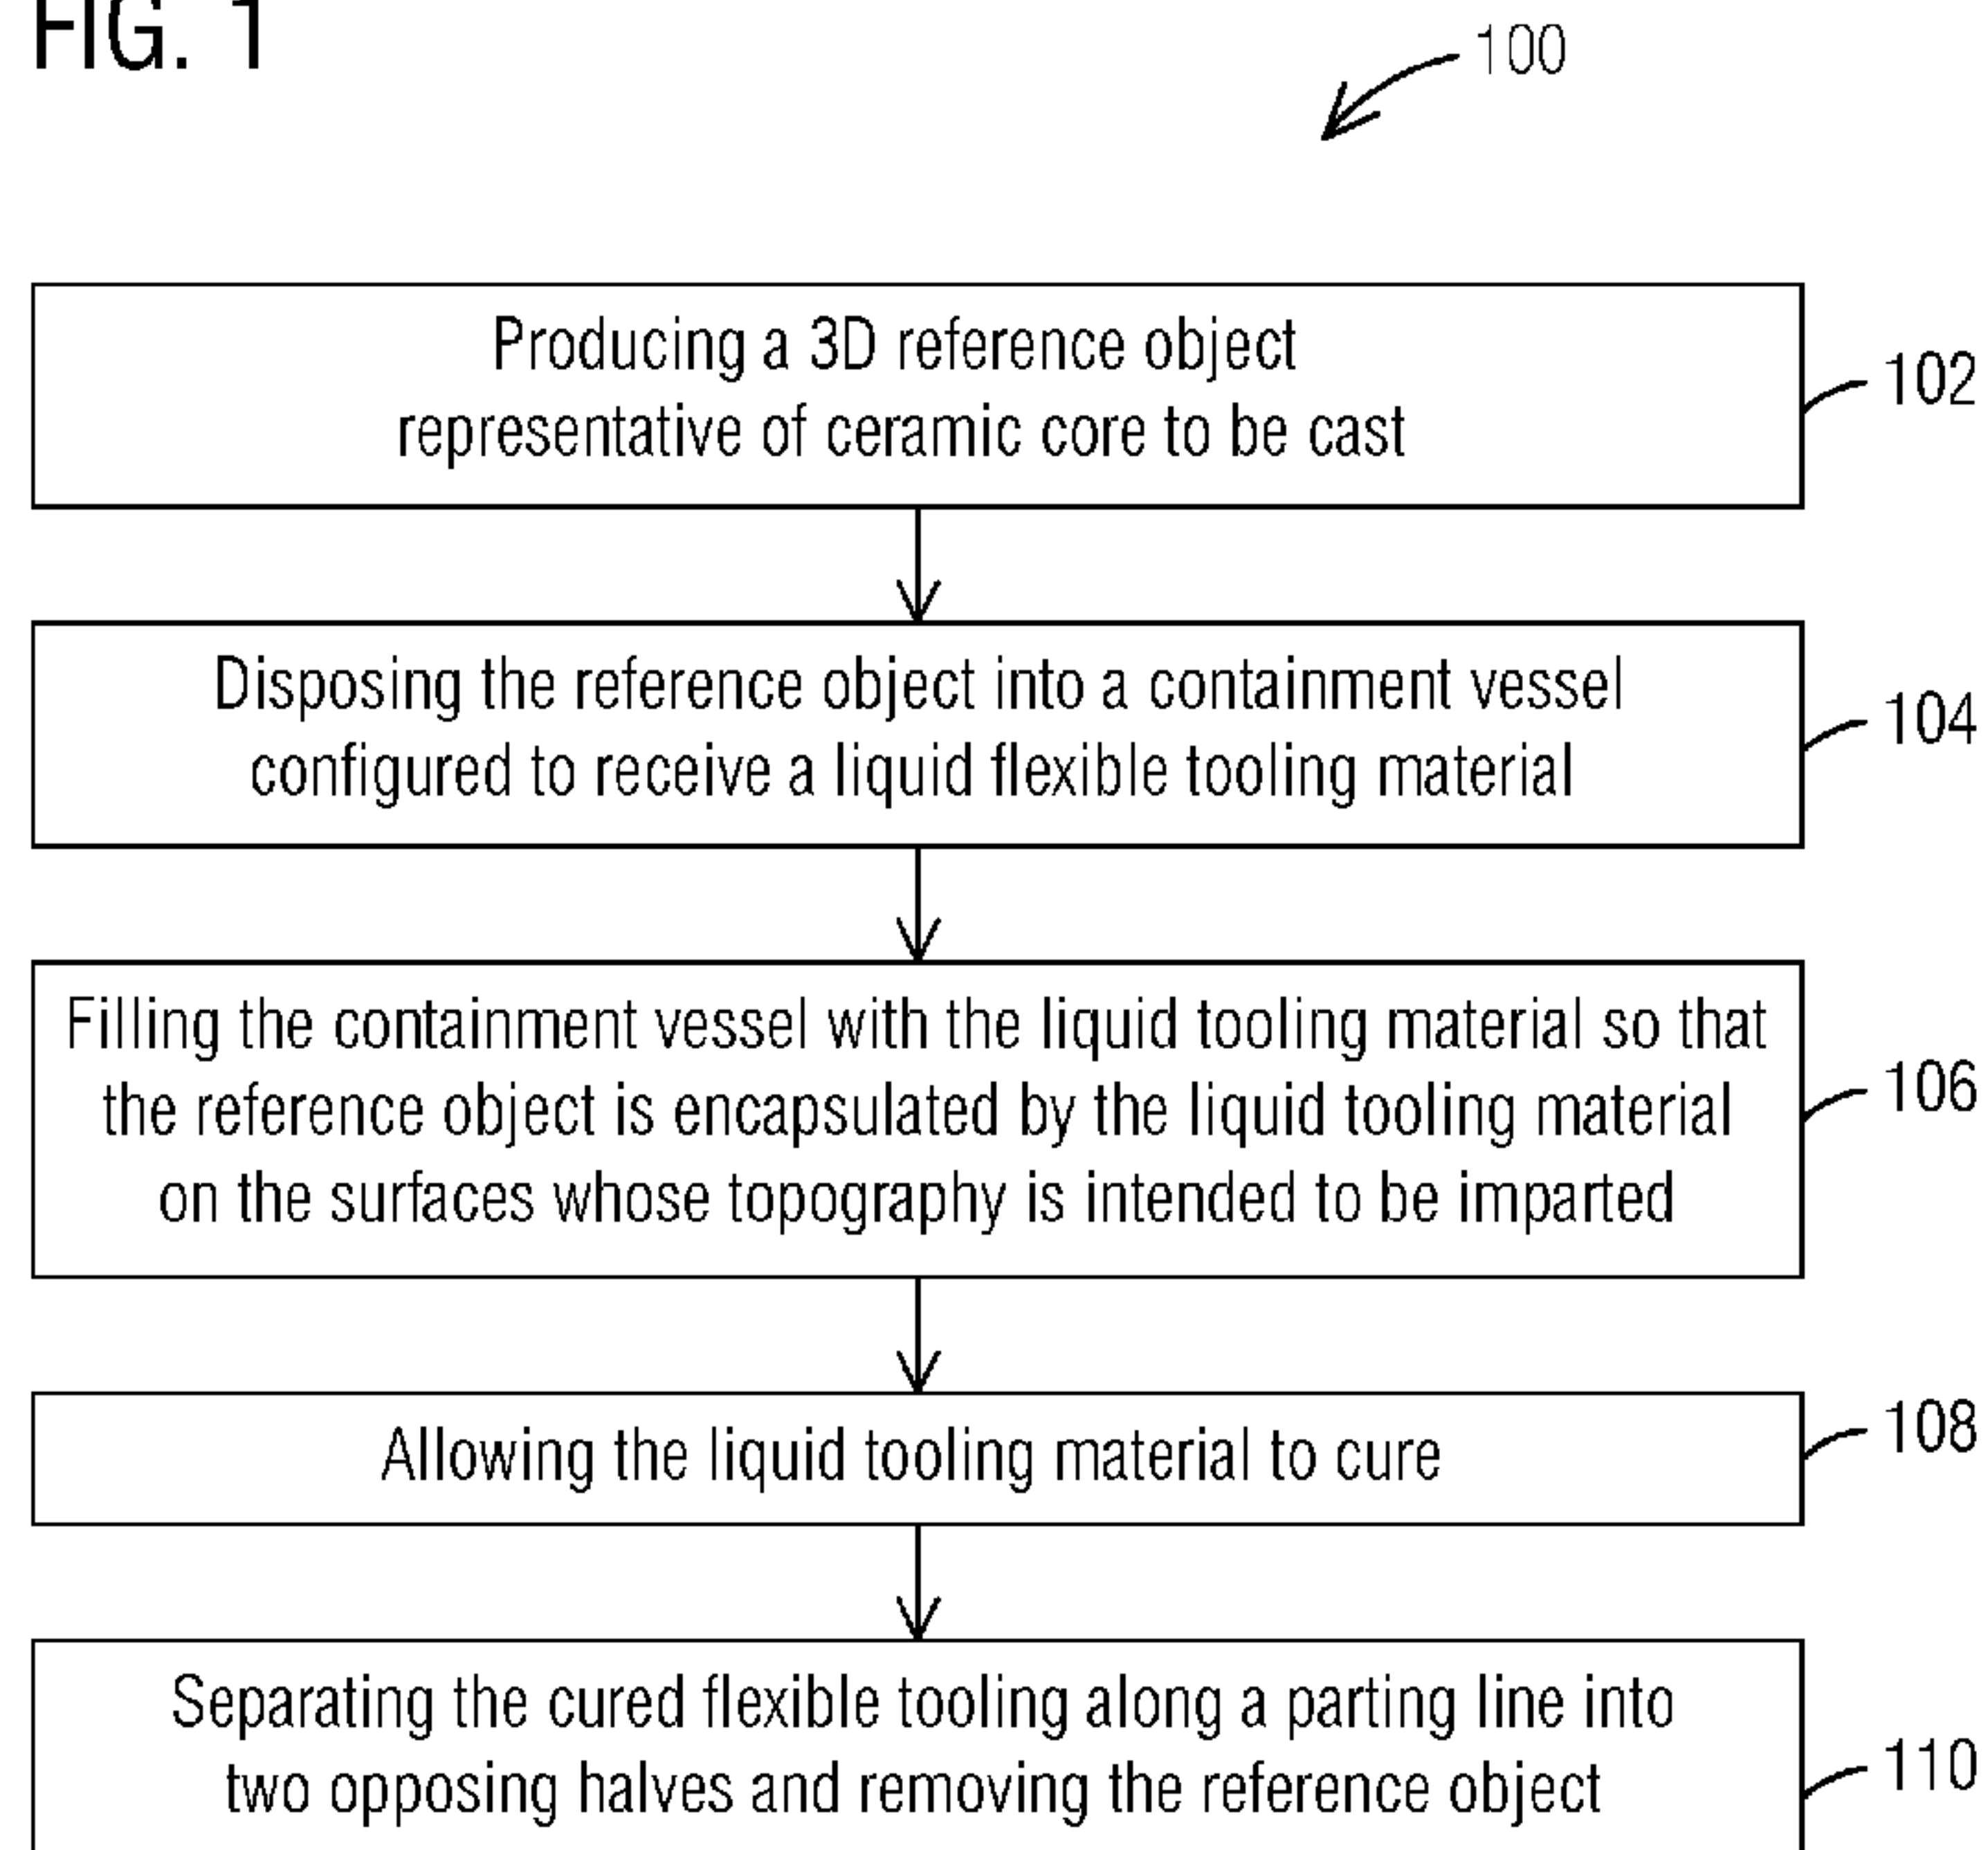 FIG. 1
100
Producing a 3D reference object
representative of ceramic core to be cast
102
Disposing the reference object into a containment vessel
configured to receive a liquid flexible tooling material
104
Filling the containment vessel with the liquid tooling material so that
the reference object is encapsulated by the liquid tooling material
on the surfaces whose topography is intended to be imparted
106
Allowing the liquid tooling material to cure
108
Separating the cured flexible tooling along a parting line into
two opposing halves and removing the reference object
110